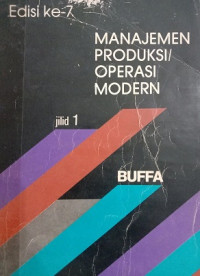 Edisi ke-7
MANAJEMEN
PRODUKSI/
OPERASI
MODERN
jilid 1
BUFFA